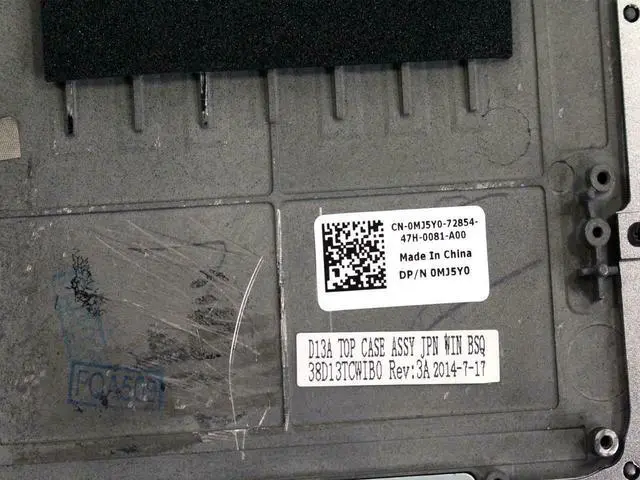 CN-0MJ5Y0-72854-
47H-0081-A00
Made In China
DP/N 0MJ5Y0
D13A TOP CASE ASSY JPN WIN BSQ
38D13TCWIB0 Rev:3A 2014-7-17